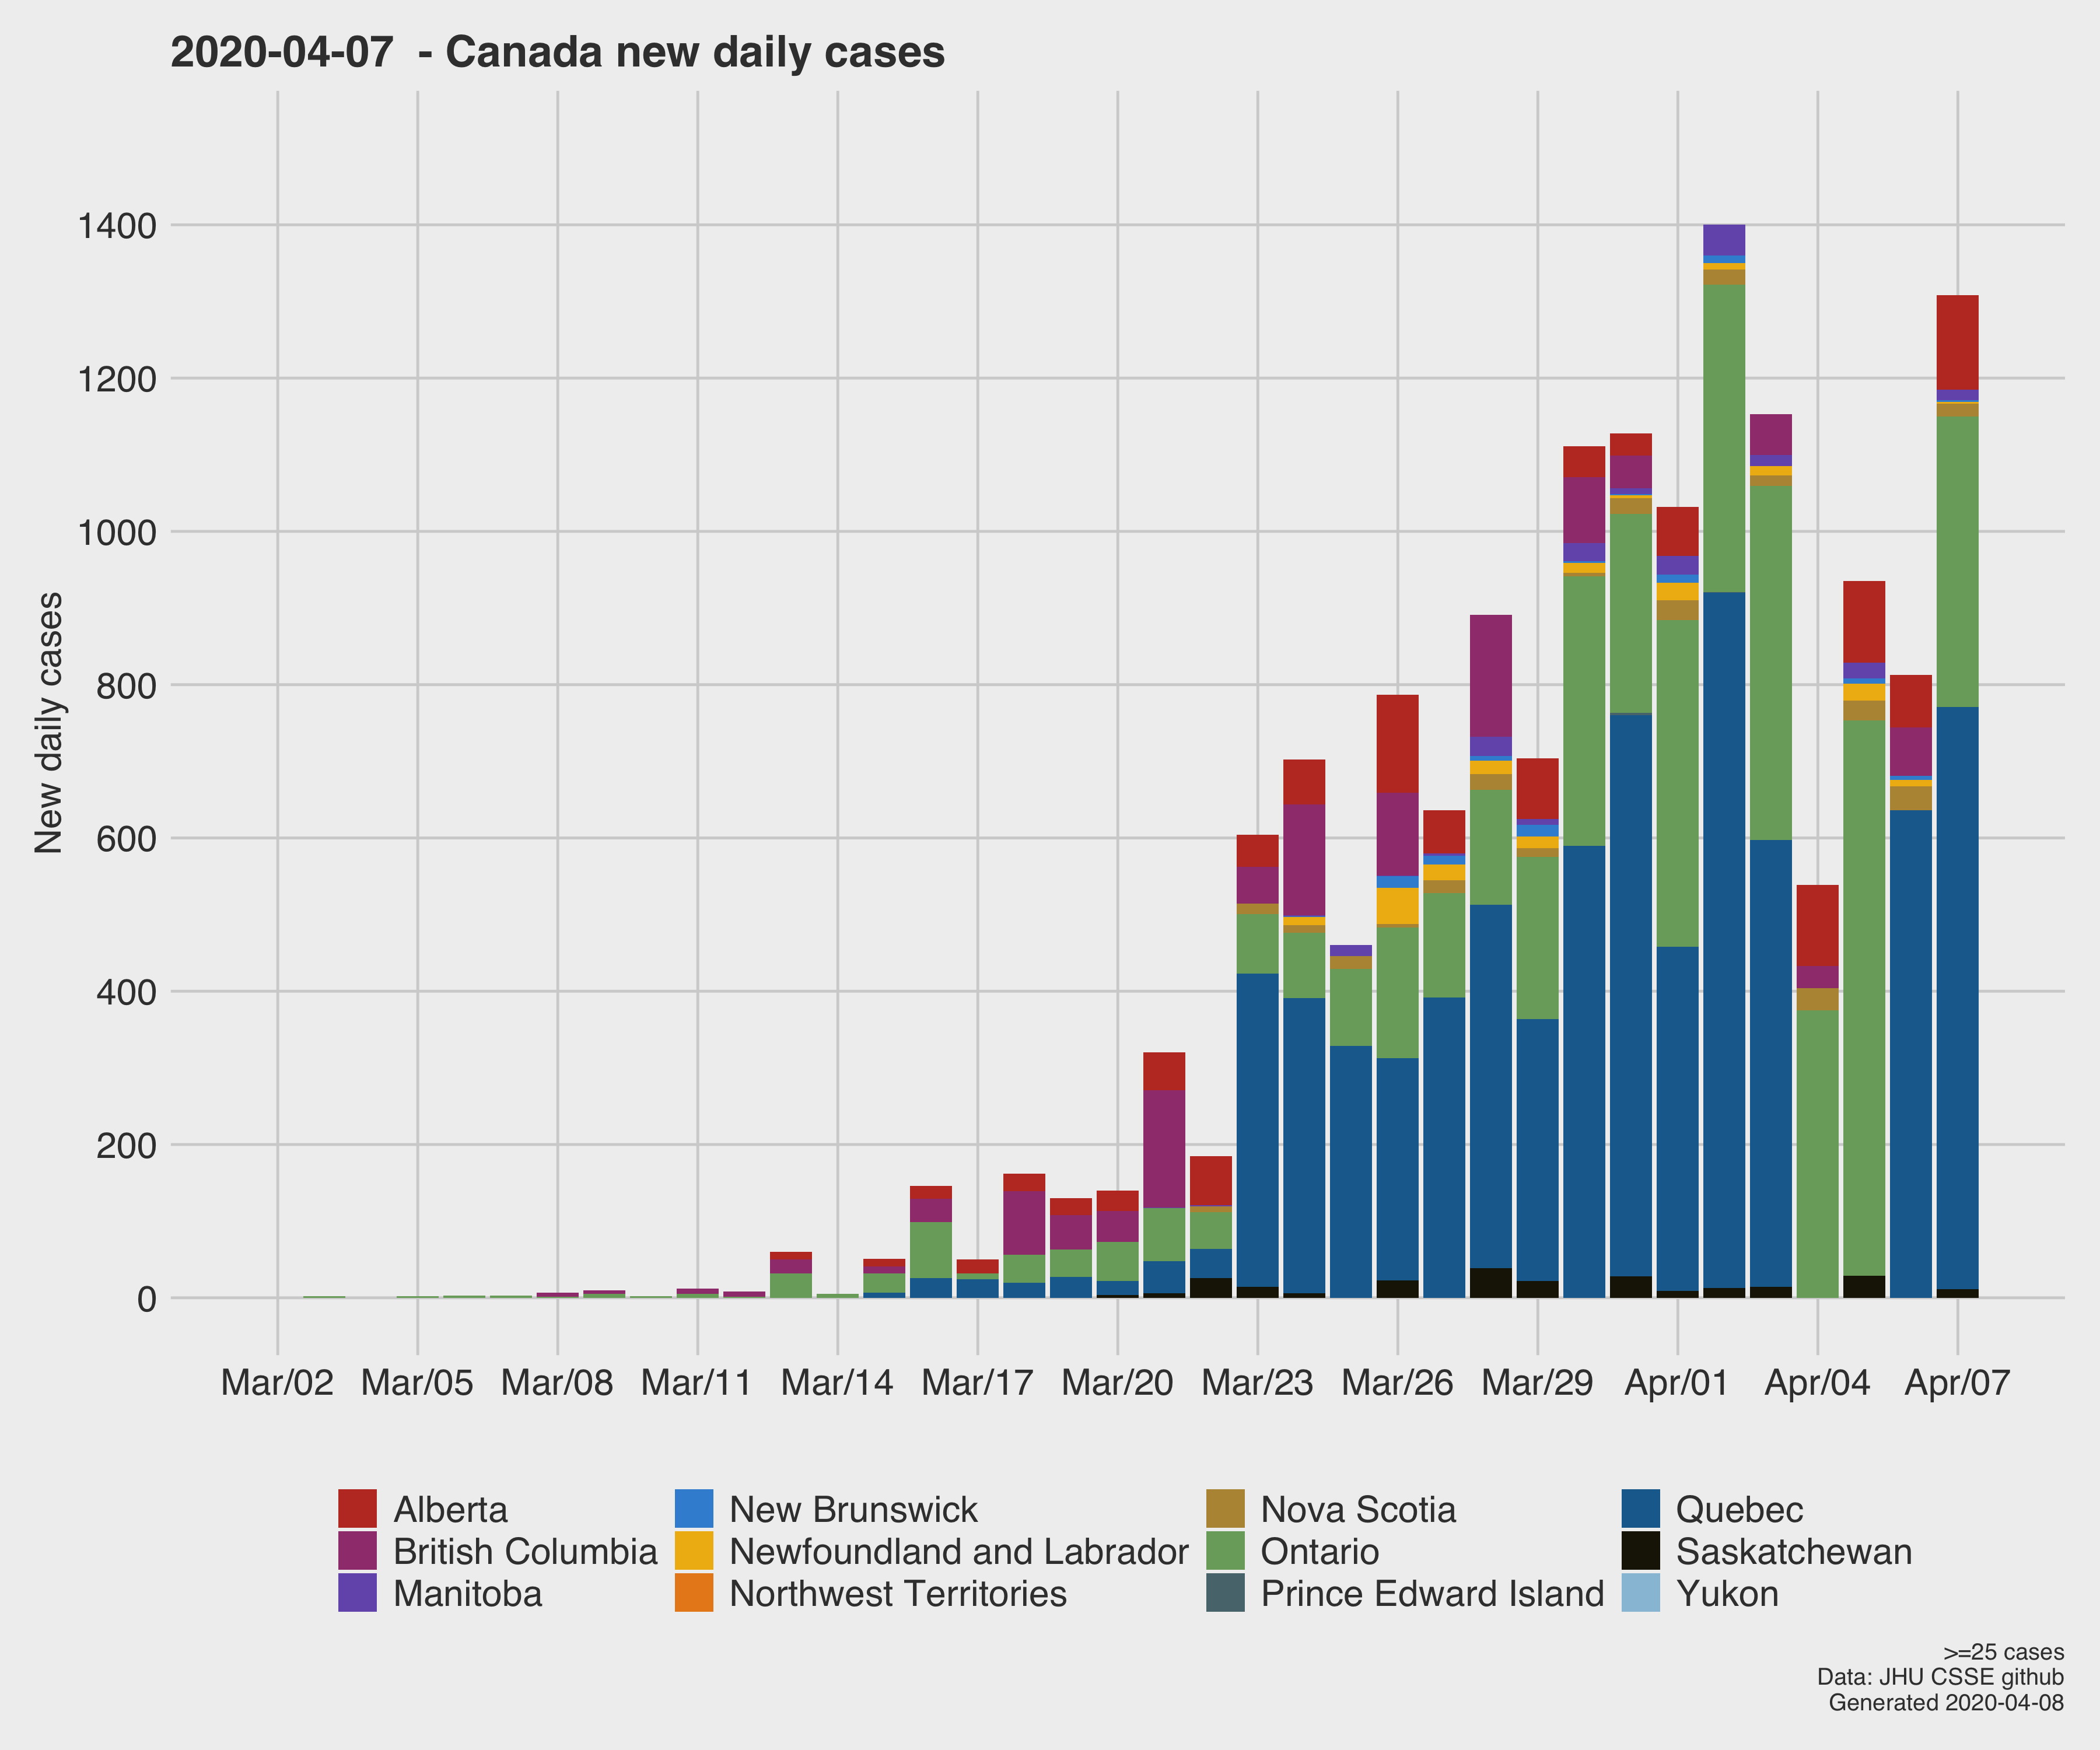 2020-04-07 - Canada new daily cases
New daily cases
1400
1200
1000
800
600
400
200
0
Mar/02 Mar/05 Mar/08 Mar/11 Mar/14 Mar/17 Mar/20 Mar/23 Mar/26 Mar/29 Apr/01 Apr/04 Apr/07
Alberta New Brunswick Nova Scotia Quebec
British Columbia Newfoundland and Labrador Ontario Saskatchewan
Manitoba Northwest Territories Prince Edward Island Yukon
>=25 cases
Data: JHU CSSE github
Generated 2020-04-08